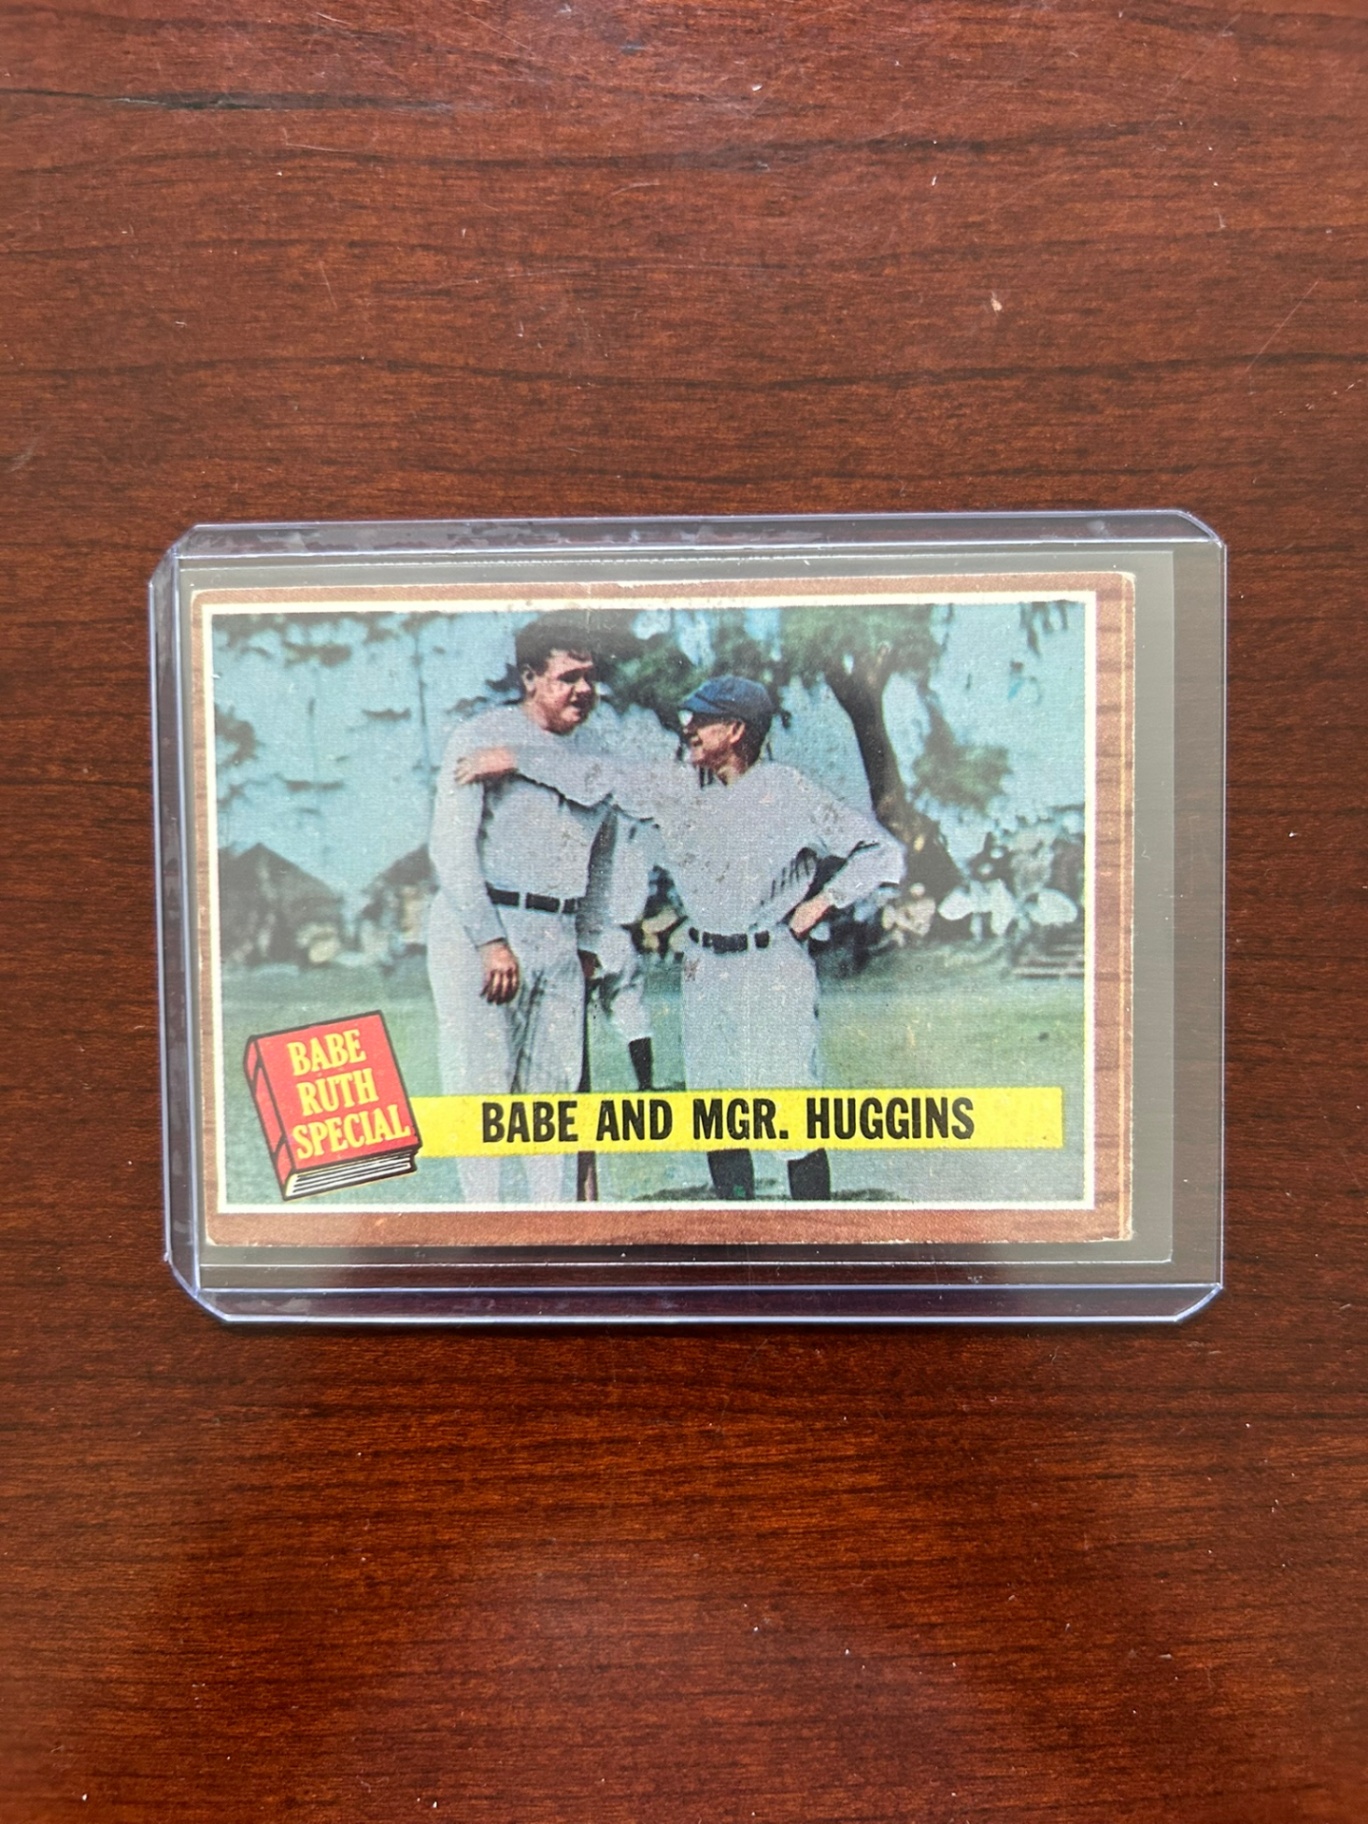 BABE
RUTH
SPECIAL
BABE AND MGR. HUGGINS